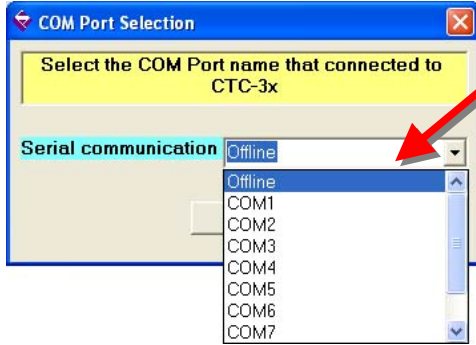 COM Port Selection
Select the COM Port name that connected to
CTC-3x
Serial communication
Offline
Offline
COM1
COM2
COM3
COM4
COM5
COM6
COM7